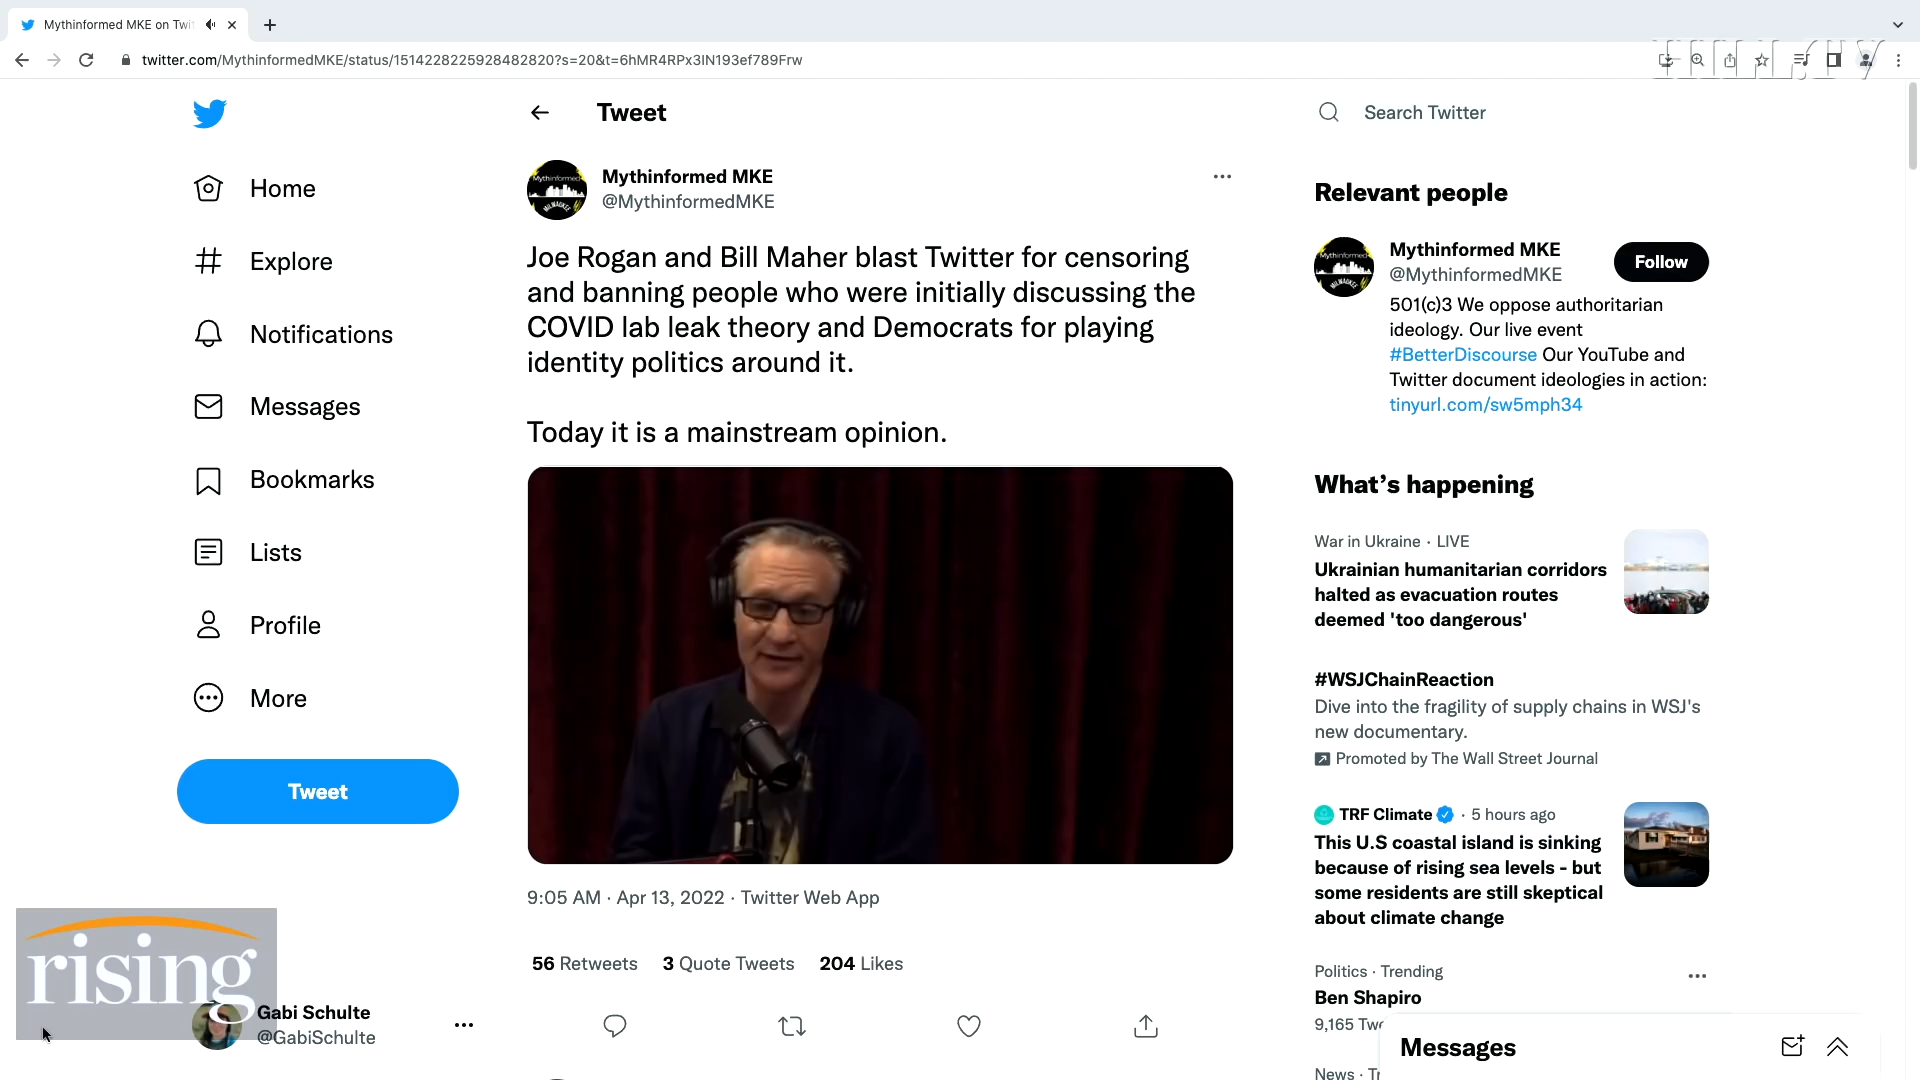 Mythinformed MKE on Twi
twitter.com/MythinformedMKE/status/1514228225928482820?s=20&t=6hMR4RPx3IN193ef789Frw
Home
Explore
Notifications
Messages
Bookmarks
Lists
Profile
More
Tweet
rising
Gabi Schulte
@GabiSchulte
Tweet
Mythinformed MKE
@MythinformedMKE
Joe Rogan and Bill Maher blast Twitter for censoring
and banning people who were initially discussing the
COVID lab leak theory and Democrats for playing
identity politics around it.
Today it is a mainstream opinion.
9:05 AM · Apr 13, 2022 · Twitter Web App
56 Retweets 3 Quote Tweets 204 Likes
Search Twitter
Relevant people
Mythinformed MKE
@MythinformedMKE
Follow
501(c)3 We oppose authoritarian
ideology. Our live event
#BetterDiscourse Our YouTube and
Twitter document ideologies in action:
tinyurl.com/sw5mph34
What's happening
War in Ukraine · LIVE
Ukrainian humanitarian corridors
halted as evacuation routes
deemed 'too dangerous'
#WSJChainReaction
Dive into the fragility of supply chains in WSJ's
new documentary.
Promoted by The Wall Street Journal
TRF Climate · 5 hours ago
This U.S coastal island is sinking
because of rising sea levels - but
some residents are still skeptical
about climate change
Politics · Trending
Ben Shapiro
9,165 Twe
News · Tr
Messages